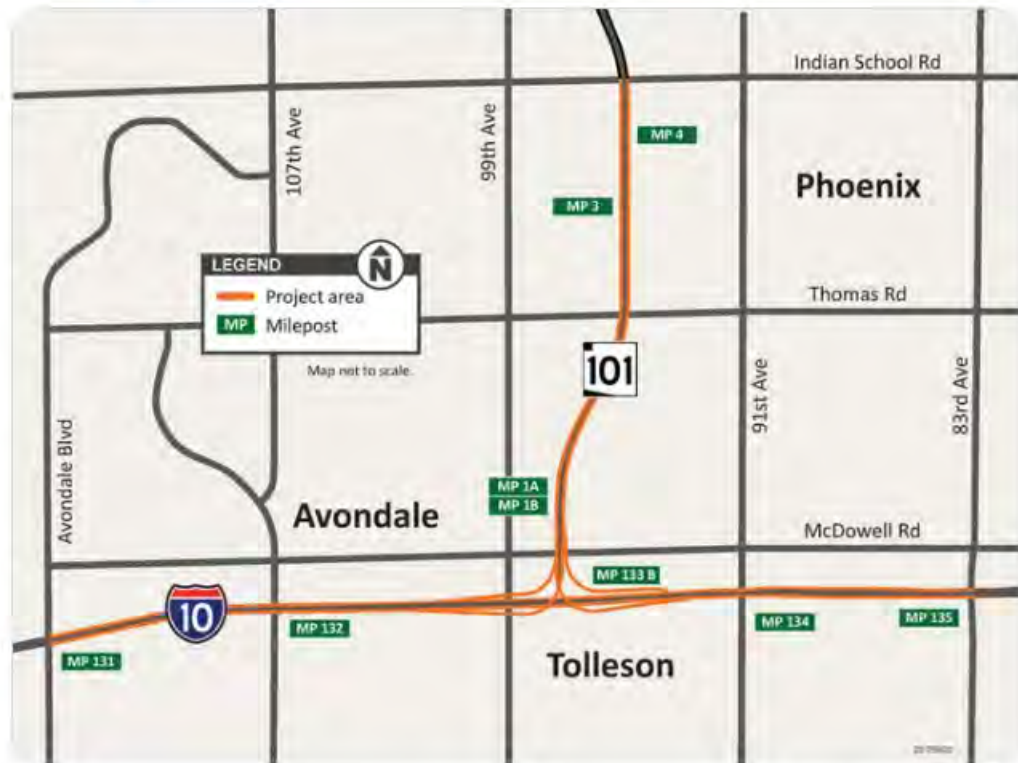 Indian School Rd
107th Ave
99th Ave
MP 4
MP 3
Phoenix
LEGEND
N
Project area
MP Milepost
Map not to scale.
Thomas Rd
101
91st Ave
83rd Ave
Avondale Blvd
MP 1A
MP 1B
Avondale
McDowell Rd
MP 133 B
10
MP 132
MP 134
MP 135
MP 131
Tolleson